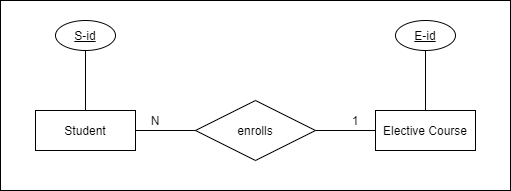 S-id
E-id
Student
N
enrolls
1
Elective Course